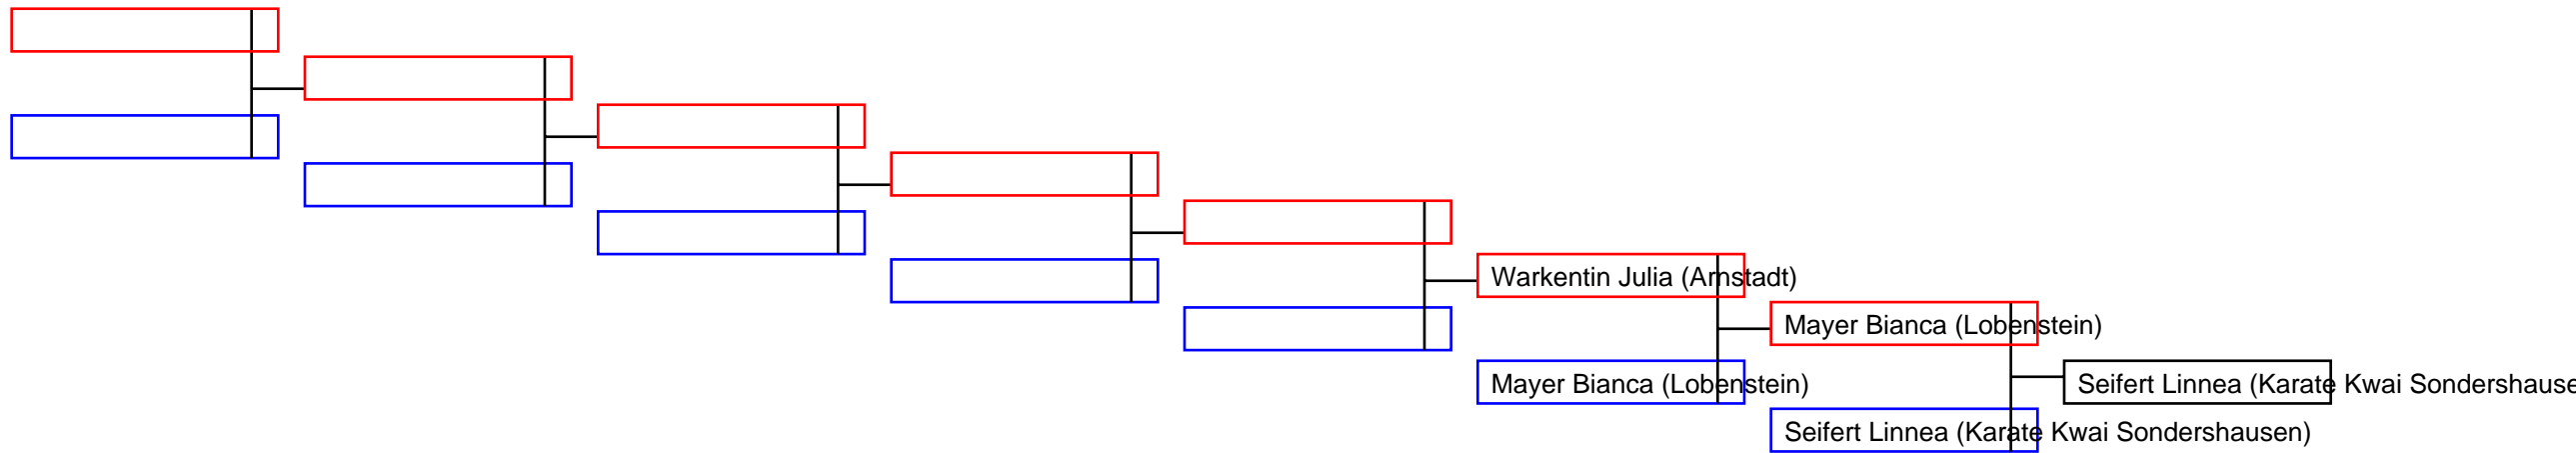 Warkentin Julia (Arnstadt)
Mayer Bianca (Lobenstein)
Mayer Bianca (Lobenstein)
Seifert Linnea (Karate Kwai Sondershause
Seifert Linnea (Karate Kwai Sondershausen)